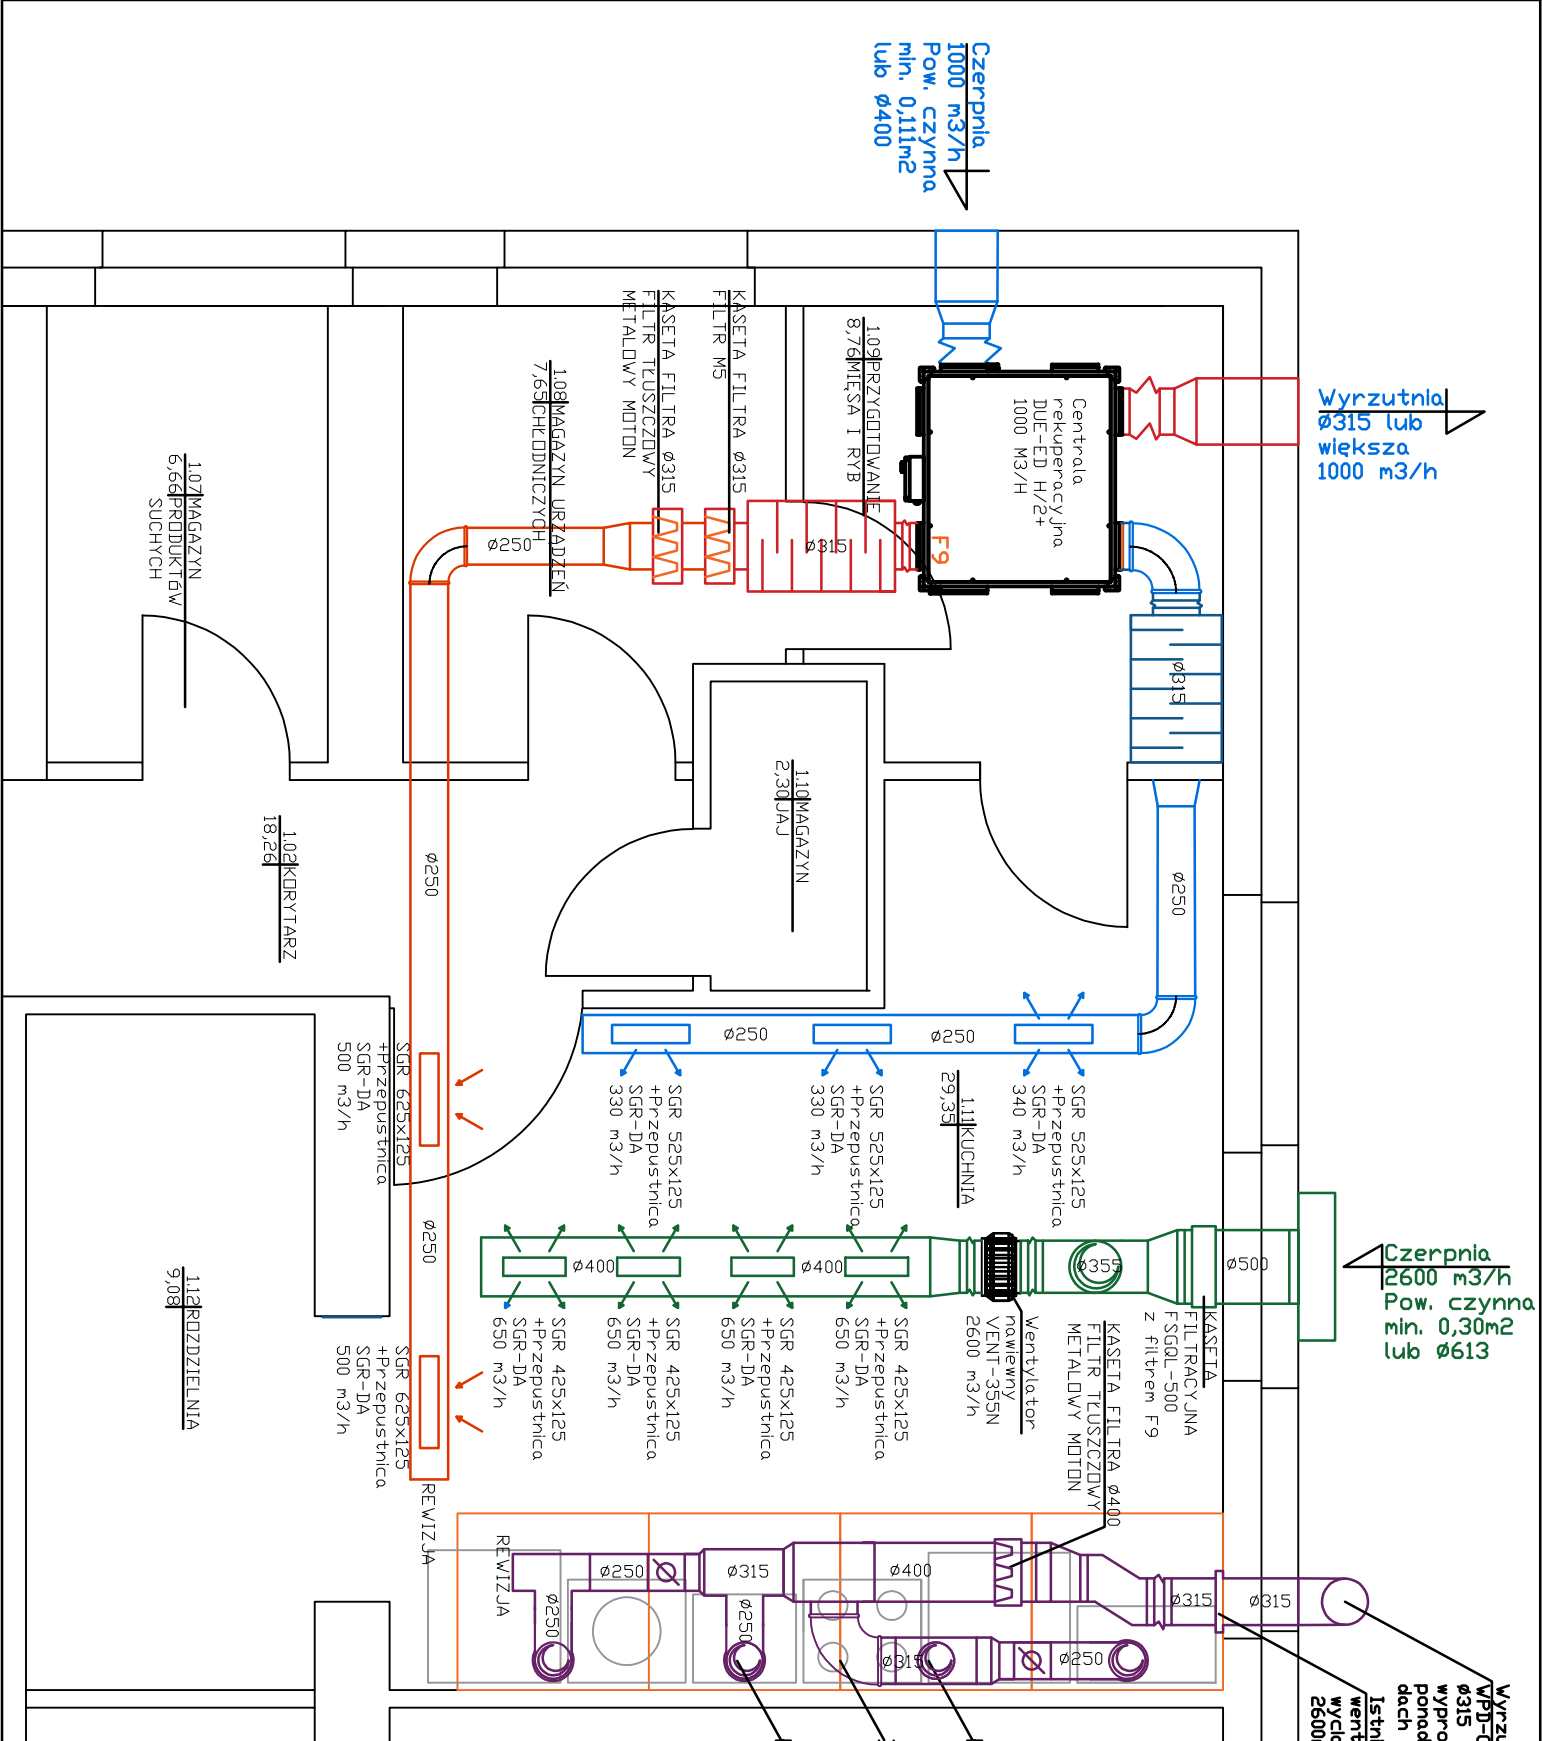 Czerpnia
1000 m3/h
Pow. czynna
min. 0,111m2
lub Ø400
Wyrzutnia
Ø315 lub
większa
1000 m3/h
Czerpnia
2600 m3/h
Pow. czynna
min. 0,30m2
lub Ø613
Centrala
rekuperacyjna
DUE-ED H/2+
1000 M3/H
F9
1.09 PRZYGOTOWANIE
8,76 MIĘSA I RYB
KASETA FILTRA Ø315
FILTR M5
KASETA FILTRA Ø315
FILTR TŁUSZCZOWY
METALOWY MOTON
1.08 MAGAZYN URZĄDZEŃ
7,65 CHŁODNICZYCH
1.07 MAGAZYN
6,66 PRODUKTÓW
SUCHYCH
Ø250
Ø315
Ø315
1.10 MAGAZYN
2,30 JAJ
1.02 KORYTARZ
18,26
Ø250
Ø250
Ø250
Ø250
1.11 KUCHNIA
29,35
SGR 525x125
+Przepustnica
SGR-DA
340 m3/h
SGR 525x125
+Przepustnica
SGR-DA
330 m3/h
SGR 525x125
+Przepustnica
SGR-DA
330 m3/h
SGR 625x125
+Przepustnica
SGR-DA
500 m3/h
Ø250
Ø500
Ø355
Ø400
Ø400
KASETA
FILTRACYJNA
FSGQL-500
z filtrem F9
KASETA FILTRA Ø400
FILTR TŁUSZCZOWY
METALOWY MOTON
Wentylator
nawiewny
VENT-355N
2600 m3/h
SGR 425x125
+Przepustnica
SGR-DA
650 m3/h
SGR 425x125
+Przepustnica
SGR-DA
650 m3/h
SGR 425x125
+Przepustnica
SGR-DA
650 m3/h
SGR 425x125
+Przepustnica
SGR-DA
650 m3/h
SGR 625x125
+Przepustnica
SGR-DA
500 m3/h
1.12 ROZDZIELNIA
9,08
REWIZJA
REWIZJA
Ø250
Ø315
Ø400
Ø315
Ø315
Ø250
Ø250
Ø315
Ø250
Ø315
ponad
dach